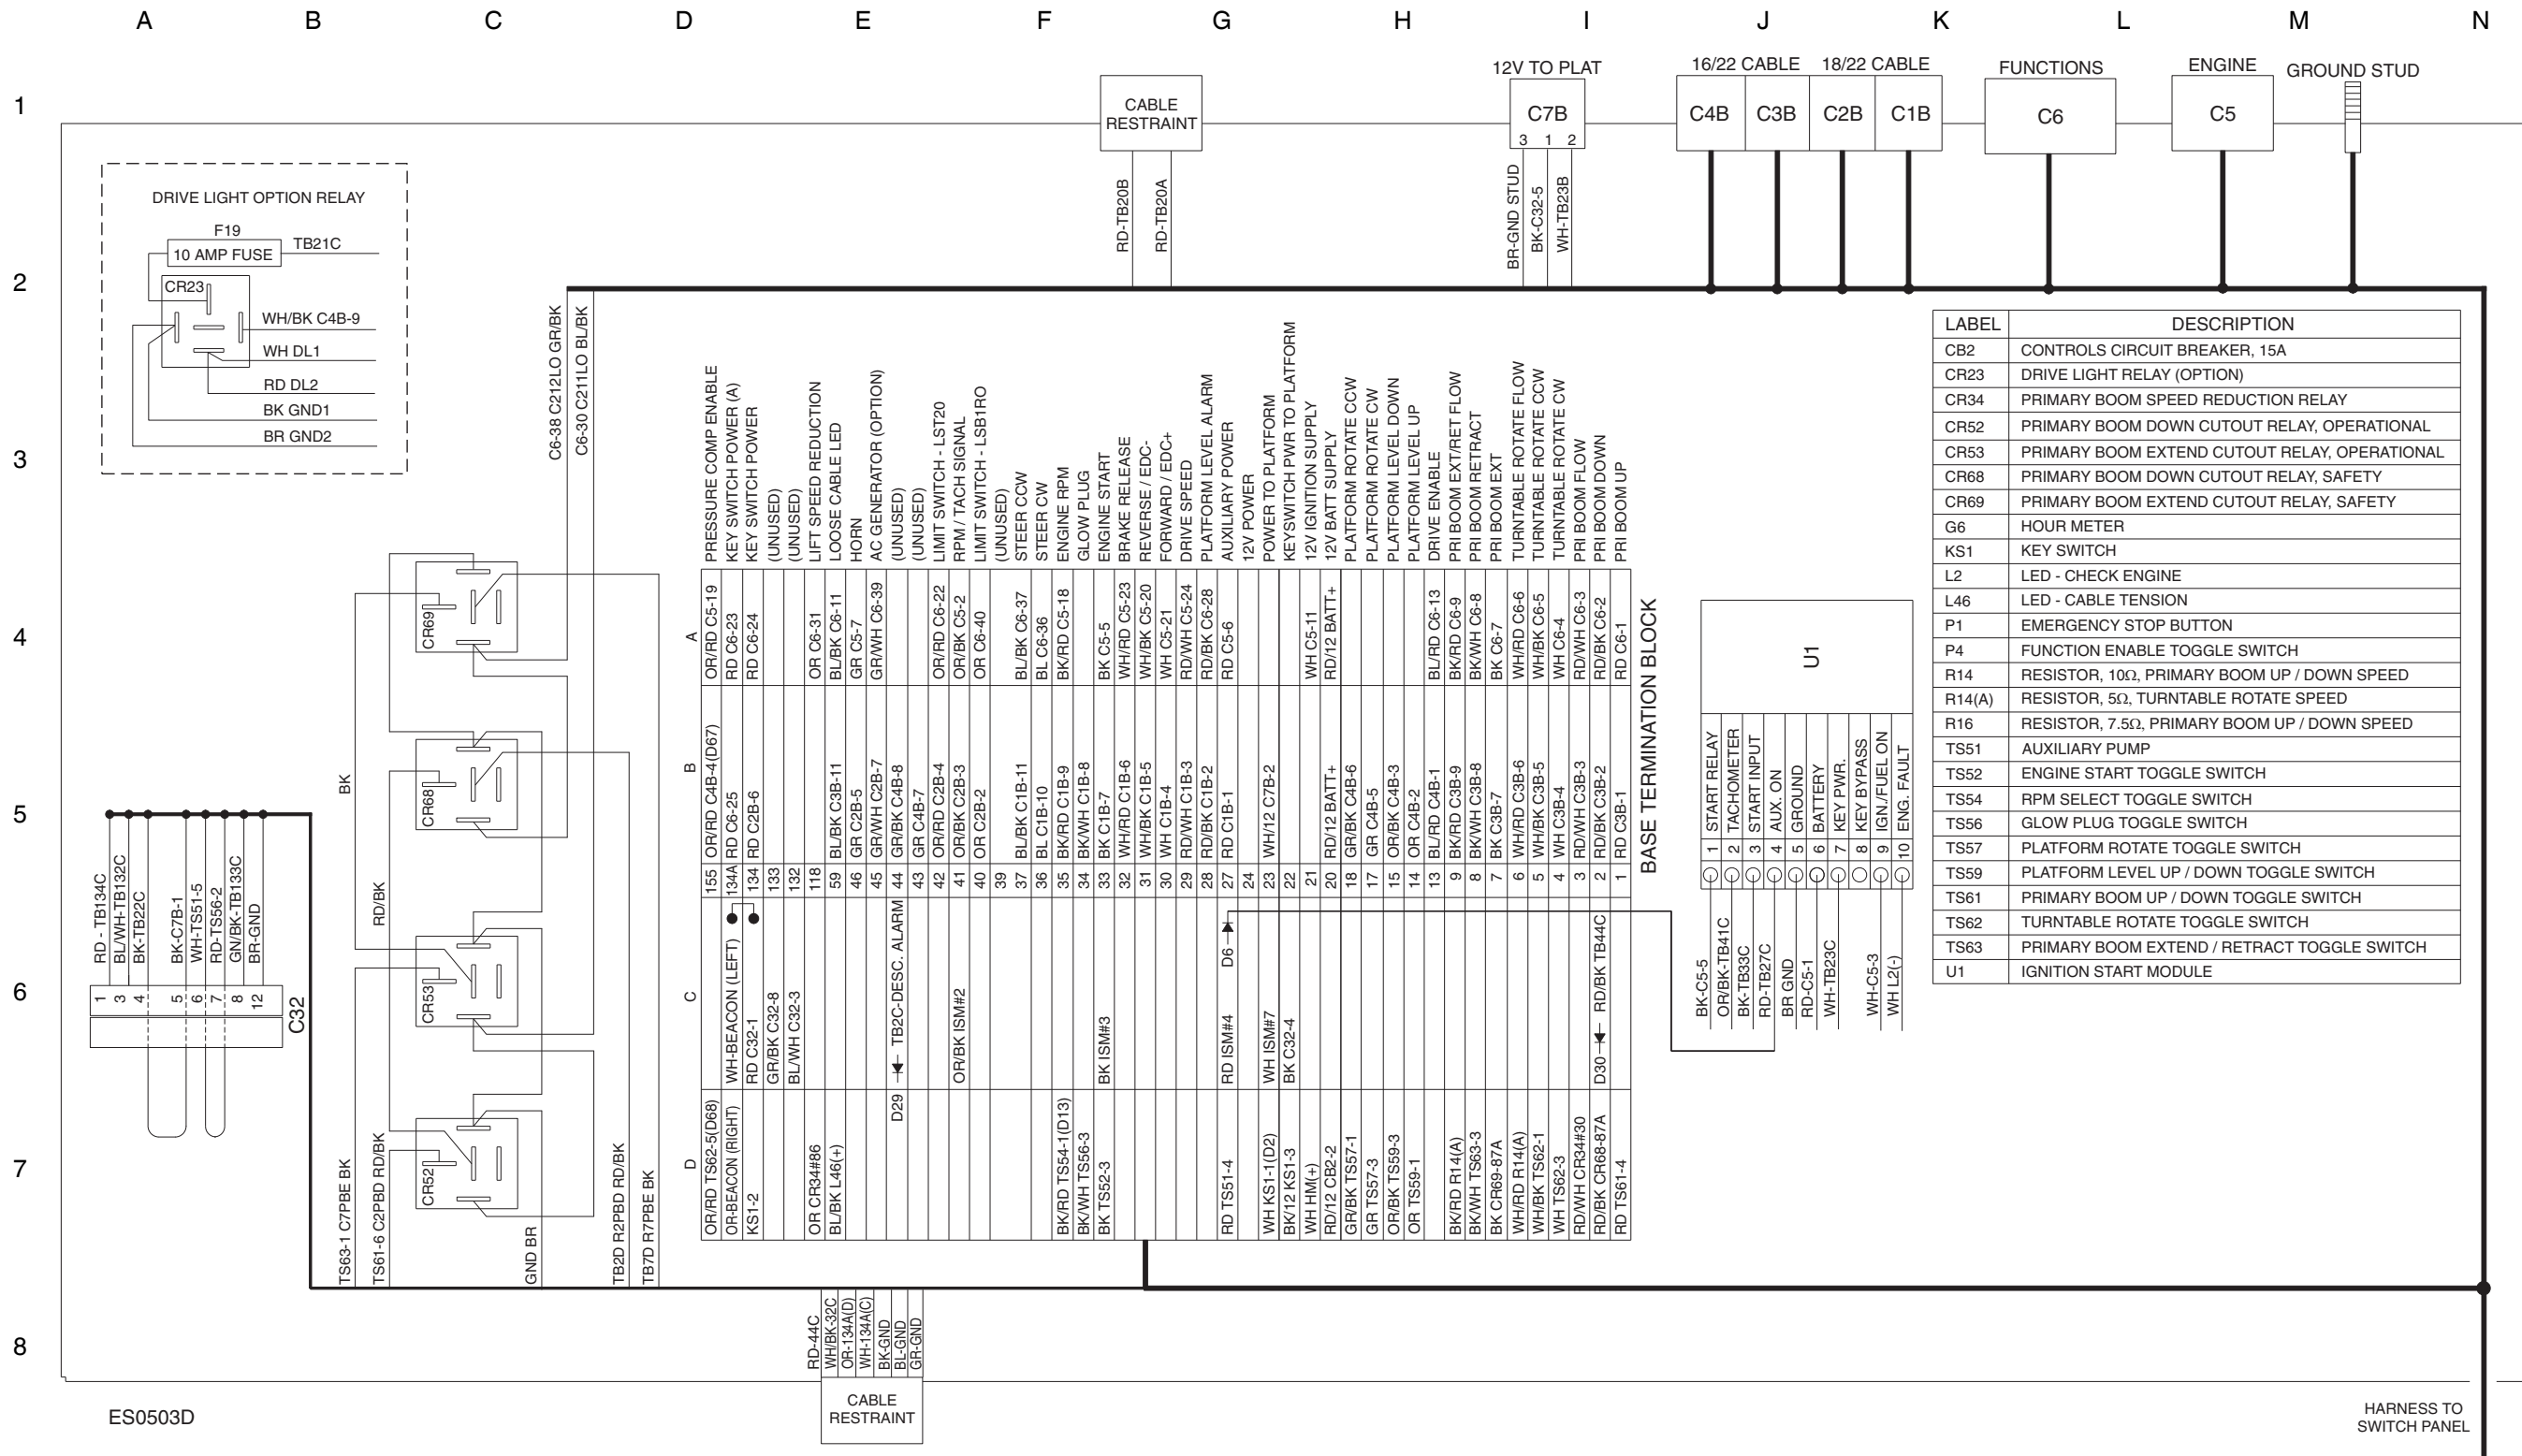 A B C D E F G H I J K L M N
1
2
3
4
5
6
7
8
CABLE
RESTRAINT
12V TO PLAT
C7B
3 1 2
16/22 CABLE
18/22 CABLE
C4B
C3B
C2B
C1B
FUNCTIONS
C6
ENGINE
C5
GROUND STUD
RD-TB20B
RD-TB20A
BR-GND STUD
BK-C32-5
WH-TB23B
DRIVE LIGHT OPTION RELAY
F19
10 AMP FUSE
TB21C
CR23
WH/BK C4B-9
WH DL1
RD DL2
BK GND1
BR GND2
C6-38 C212LO GR/BK
C6-30 C211LO BL/BK
CR69
CR68
CR53
CR52
BK
RD/BK
TS63-1 C7PBE BK
TS61-6 C2PBD RD/BK
GND BR
TB2D R2PBD RD/BK
TB7D R7PBE BK
RD - TB134C
BL/WH-TB132C
BK-TB22C
BK-C7B-1
WH-TS51-5
RD-TS56-2
GN/BK-TB133C
BR-GND
1 3 4 5 6 7 8 12
C32
A
B
C
D
PRESSURE COMP ENABLE OR/RD C5-19 OR/RD C4B-4(D67) 155 OR/RD TS62-5(D68)
KEY SWITCH POWER (A) RD C6-23 RD C6-25 134A WH-BEACON (LEFT) OR-BEACON (RIGHT)
KEY SWITCH POWER RD C6-24 RD C2B-6 134 RD C32-1 KS1-2
(UNUSED) 133 GR/BK C32-8
(UNUSED) 132 BL/WH C32-3
LIFT SPEED REDUCTION OR C6-31 118 OR CR34#86
LOOSE CABLE LED BL/BK C6-11 BL/BK C3B-11 59 BL/BK L46(+)
HORN GR C5-7 GR C2B-5 46
AC GENERATOR (OPTION) GR/WH C6-39 GR/WH C2B-7 45
(UNUSED) GR/BK C4B-8 44 D29 TB2C-DESC. ALARM
(UNUSED) GR C4B-7 43
LIMIT SWITCH - LST20 OR/RD C6-22 OR/RD C2B-4 42
RPM / TACH SIGNAL OR/BK C5-2 OR/BK C2B-3 41 OR/BK ISM#2
LIMIT SWITCH - LSB1RO OR C6-40 OR C2B-2 40
(UNUSED) 39
STEER CCW BL/BK C6-37 BL/BK C1B-11 37
STEER CW BL C6-36 BL C1B-10 36
ENGINE RPM BK/RD C5-18 BK/RD C1B-9 35 BK/RD TS54-1(D13)
GLOW PLUG BK/WH C1B-8 34 BK/WH TS56-3
ENGINE START BK C5-5 BK C1B-7 33 BK ISM#3 BK TS52-3
BRAKE RELEASE WH/RD C5-23 WH/RD C1B-6 32
REVERSE / EDC- WH/BK C5-20 WH/BK C1B-5 31
FORWARD / EDC+ WH C5-21 WH C1B-4 30
DRIVE SPEED RD/WH C5-24 RD/WH C1B-3 29
PLATFORM LEVEL ALARM RD/BK C6-28 RD/BK C1B-2 28
AUXILIARY POWER RD C5-6 RD C1B-1 27 D6 RD ISM#4 RD TS51-4
12V POWER 24
POWER TO PLATFORM WH/12 C7B-2 23 WH ISM#7 WH KS1-1(D2)
KEYSWITCH PWR TO PLATFORM 22 BK C32-4 BK/12 KS1-3
12V IGNITION SUPPLY WH C5-11 21 WH HM(+)
12V BATT SUPPLY RD/12 BATT+ RD/12 BATT+ 20 RD/12 CB2-2
PLATFORM ROTATE CCW GR/BK C4B-6 18 GR/BK TS57-1
PLATFORM ROTATE CW GR C4B-5 17 GR TS57-3
PLATFORM LEVEL DOWN OR/BK C4B-3 15 OR/BK TS59-3
PLATFORM LEVEL UP OR C4B-2 14 OR TS59-1
DRIVE ENABLE BL/RD C6-13 BL/RD C4B-1 13
PRI BOOM EXT/RET FLOW BK/RD C6-9 BK/RD C3B-9 9 BK/RD R14(A)
PRI BOOM RETRACT BK/WH C6-8 BK/WH C3B-8 8 BK/WH TS63-3
PRI BOOM EXT BK C6-7 BK C3B-7 7 BK CR69-87A
TURNTABLE ROTATE FLOW WH/RD C6-6 WH/RD C3B-6 6 WH/RD R14(A)
TURNTABLE ROTATE CCW WH/BK C6-5 WH/BK C3B-5 5 WH/BK TS62-1
TURNTABLE ROTATE CW WH C6-4 WH C3B-4 4 WH TS62-3
PRI BOOM FLOW RD/WH C6-3 RD/WH C3B-3 3 RD/WH CR34#30
PRI BOOM DOWN RD/BK C6-2 RD/BK C3B-2 2 D30 RD/BK TB44C RD/BK CR68-87A
PRI BOOM UP RD C6-1 RD C3B-1 1 RD TS61-4
BASE TERMINATION BLOCK
U1
1 START RELAY
2 TACHOMETER
3 START INPUT
4 AUX. ON
5 GROUND
6 BATTERY
7 KEY PWR.
8 KEY BYPASS
9 IGN./FUEL ON
10 ENG. FAULT
BK-C5-5
OR/BK-TB41C
BK-TB33C
RD-TB27C
BR GND
RD-C5-1
WH-TB23C
WH-C5-3
WH L2(-)
LABEL DESCRIPTION
CB2 CONTROLS CIRCUIT BREAKER, 15A
CR23 DRIVE LIGHT RELAY (OPTION)
CR34 PRIMARY BOOM SPEED REDUCTION RELAY
CR52 PRIMARY BOOM DOWN CUTOUT RELAY, OPERATIONAL
CR53 PRIMARY BOOM EXTEND CUTOUT RELAY, OPERATIONAL
CR68 PRIMARY BOOM DOWN CUTOUT RELAY, SAFETY
CR69 PRIMARY BOOM EXTEND CUTOUT RELAY, SAFETY
G6 HOUR METER
KS1 KEY SWITCH
L2 LED - CHECK ENGINE
L46 LED - CABLE TENSION
P1 EMERGENCY STOP BUTTON
P4 FUNCTION ENABLE TOGGLE SWITCH
R14 RESISTOR, 10Ω, PRIMARY BOOM UP / DOWN SPEED
R14(A) RESISTOR, 5Ω, TURNTABLE ROTATE SPEED
R16 RESISTOR, 7.5Ω, PRIMARY BOOM UP / DOWN SPEED
TS51 AUXILIARY PUMP
TS52 ENGINE START TOGGLE SWITCH
TS54 RPM SELECT TOGGLE SWITCH
TS56 GLOW PLUG TOGGLE SWITCH
TS57 PLATFORM ROTATE TOGGLE SWITCH
TS59 PLATFORM LEVEL UP / DOWN TOGGLE SWITCH
TS61 PRIMARY BOOM UP / DOWN TOGGLE SWITCH
TS62 TURNTABLE ROTATE TOGGLE SWITCH
TS63 PRIMARY BOOM EXTEND / RETRACT TOGGLE SWITCH
U1 IGNITION START MODULE
RD-44C
WH/BK-32C
OR-134A(D)
WH-134A(C)
BK-GND
BL-GND
GR-GND
CABLE
RESTRAINT
ES0503D
HARNESS TO
SWITCH PANEL